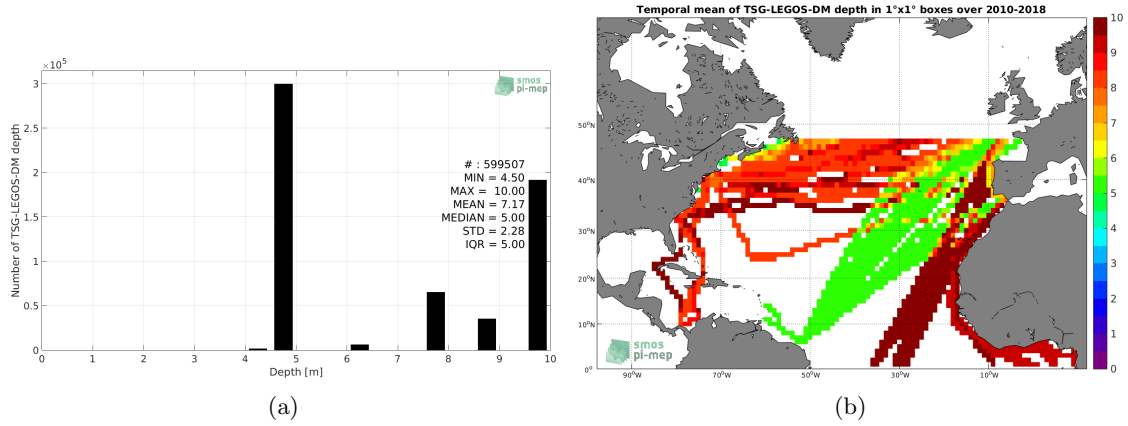 ×10⁵
3
2.5
2
1.5
1
0.5
0
Number of TSG-LEGOS-DM depth
smos
pi-mep
# : 599507
MIN = 4.50
MAX = 10.00
MEAN = 7.17
MEDIAN = 5.00
STD = 2.28
IQR = 5.00
0 1 2 3 4 5 6 7 8 9 10
Depth [m]
(a)
Temporal mean of TSG-LEGOS-DM depth in 1°x1° boxes over 2010-2018
50°N
40°N
30°N
20°N
10°N
0°
90°W 70°W 50°W 30°W 10°W
smos
pi-mep
10
9
8
7
6
5
4
3
2
1
0
(b)